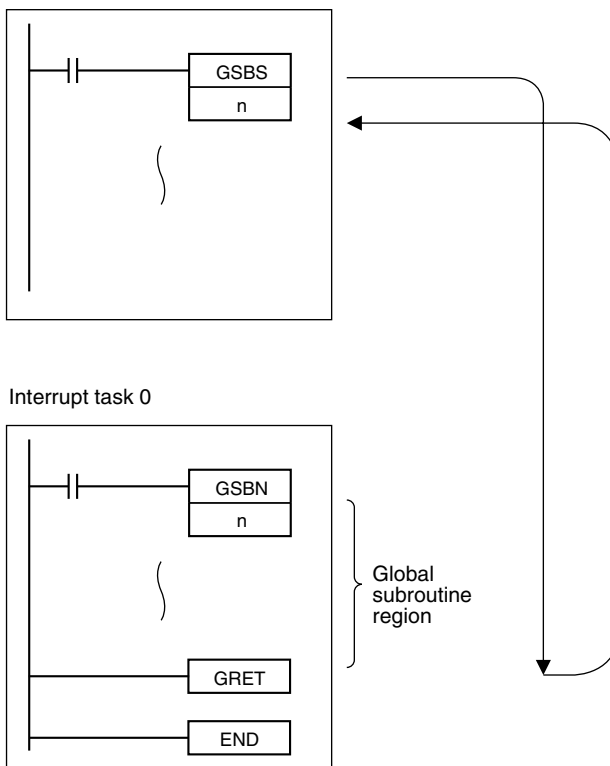 GSBS
n
Interrupt task 0
GSBN
n
Global
subroutine
region
GRET
END